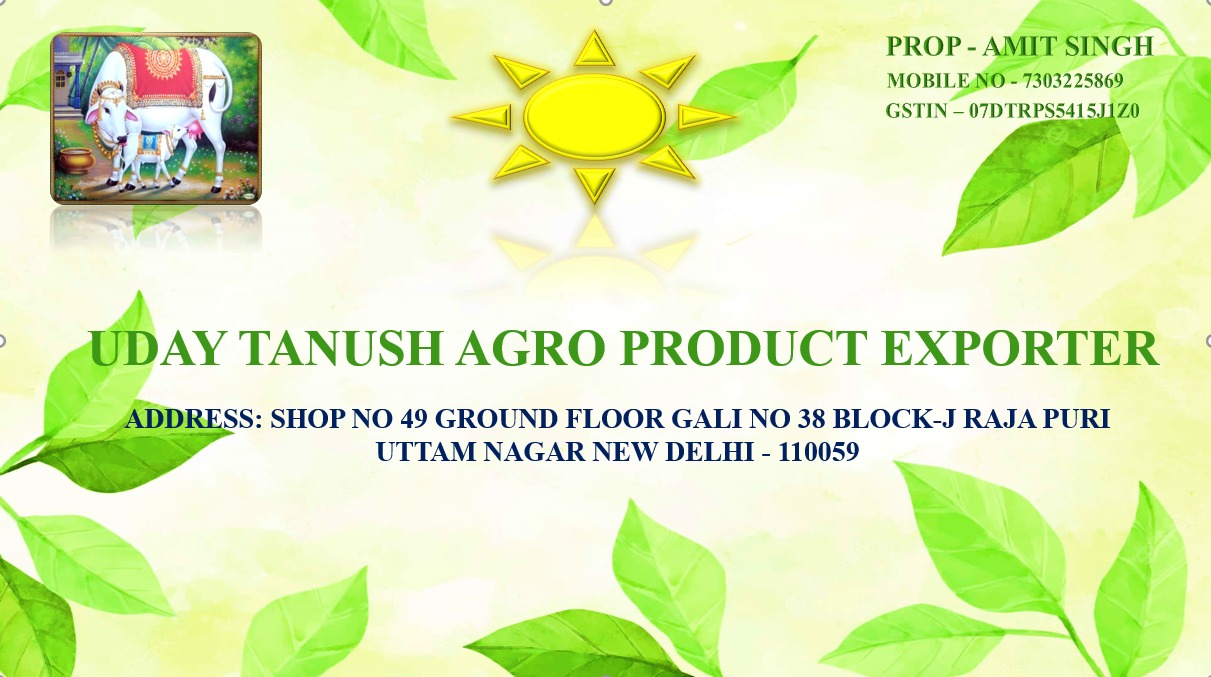 PROP - AMIT SINGH
MOBILE NO - 7303225869
GSTIN – 07DTRPS5415J1Z0
UDAY TANUSH AGRO PRODUCT EXPORTER
ADDRESS: SHOP NO 49 GROUND FLOOR GALI NO 38 BLOCK-J RAJA PURI
UTTAM NAGAR NEW DELHI - 110059